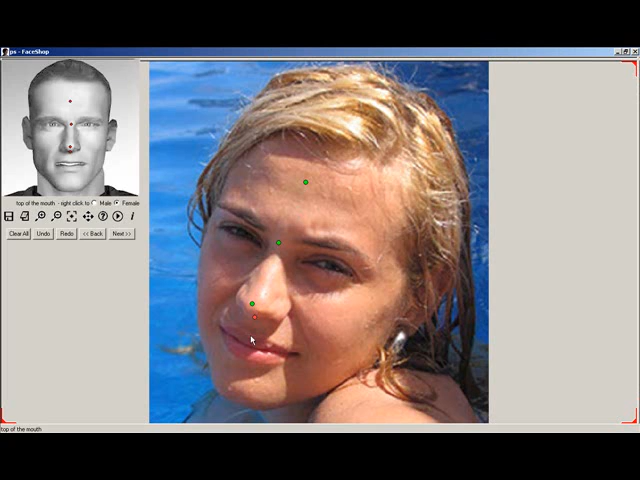 ps - FaceShop
top of the mouth - right click to Male Female
Clear All Undo Redo << Back Next >>
top of the mouth